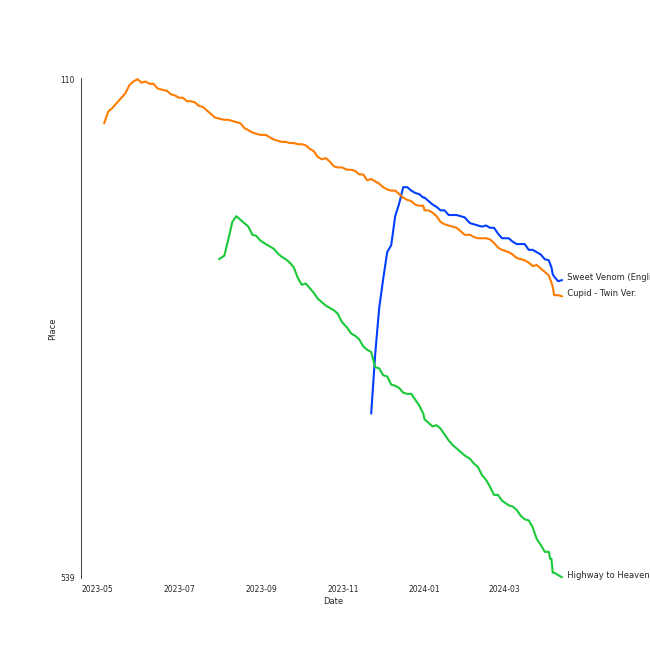 110
Place
Sweet Venom (Engli
Cupid - Twin Ver.
Highway to Heaven
539
2023-05 2023-07 2023-09 2023-11 2024-01 2024-03
Date